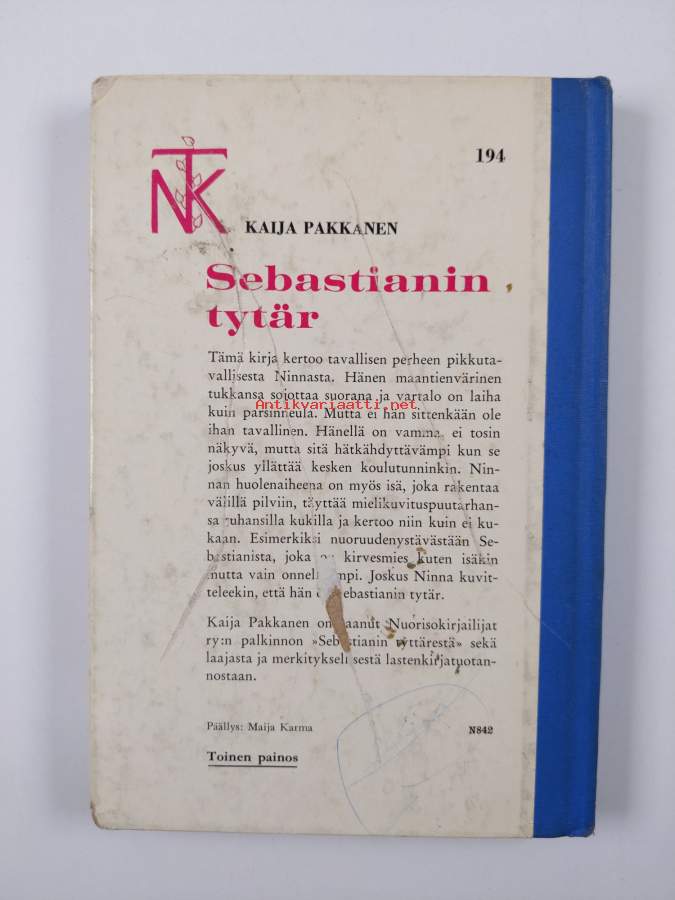 NTK
194
KAIJA PAKKANEN
Sebastianin
tytär
Tämä kirja kertoo tavallisen perheen pikkuta-
vallisesta Ninnasta. Hänen maantienvärinen
tukkansa sojottaa suorana ja vartalo on laiha
Antikvariaatti.net
kuin parsinneula. Mutta ei hän sittenkään ole
ihan tavallinen. Hänellä on vamma, ei tosin
näkyvä, mutta sitä hätkähdyttävämpi kun se
joskus yllättää kesken koulutunninkin. Nin-
nan huolenaiheena on myös isä, joka rakentaa
välillä pilviin, täyttää mielikuvituspuutarhan-
sa tuhansilla kukilla ja kertoo niin kuin ei ku-
kaan. Esimerkiksi nuoruudenystävästään Se-
bastianista, joka kirvesmies kuten isäkin
mutta vain onnellisempi. Joskus Ninna kuvit-
teleekin, että hän on Sebastianin tytär.
Kaija Pakkanen on saanut Nuorisokirjailijat
ry:n palkinnon »Sebastianin tyttärestä» sekä
laajasta ja merkityksellisestä lastenkirjatuotan-
nostaan.
Päällys: Maija Karma
N842
Toinen painos